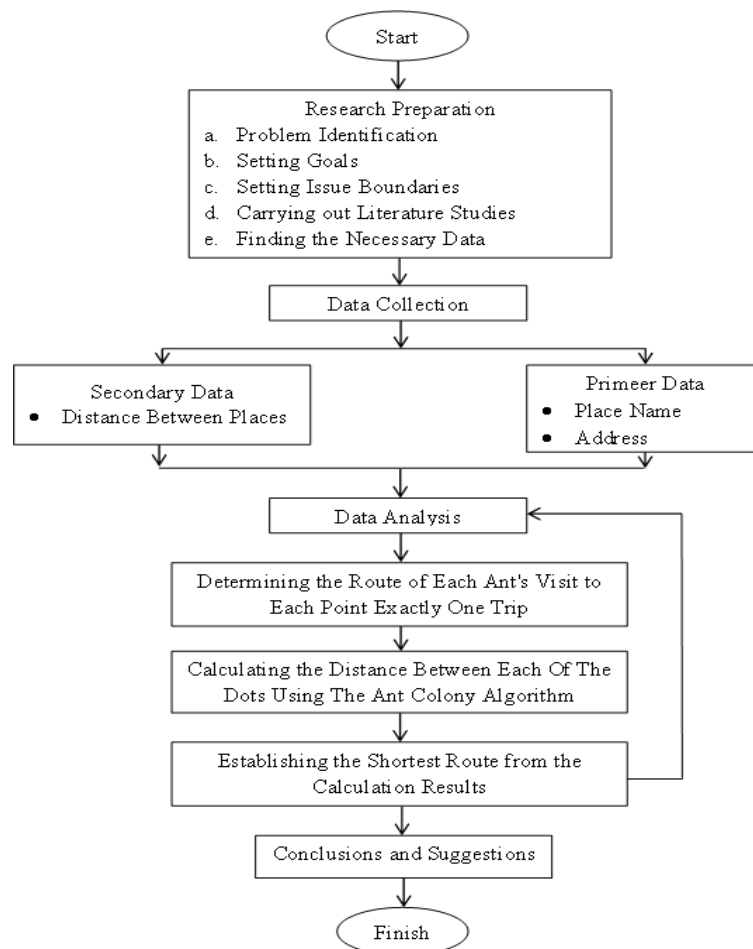 Start
Research Preparation
a. Problem Identification
b. Setting Goals
c. Setting Issue Boundaries
d. Carrying out Literature Studies
e. Finding the Necessary Data
Data Collection
Secondary Data
● Distance Between Places
Primeer Data
● Place Name
● Address
Data Analysis
Determining the Route of Each Ant's Visit to
Each Point Exactly One Trip
Calculating the Distance Between Each Of The
Dots Using The Ant Colony Algorithm
Establishing the Shortest Route from the
Calculation Results
Conclusions and Suggestions
Finish